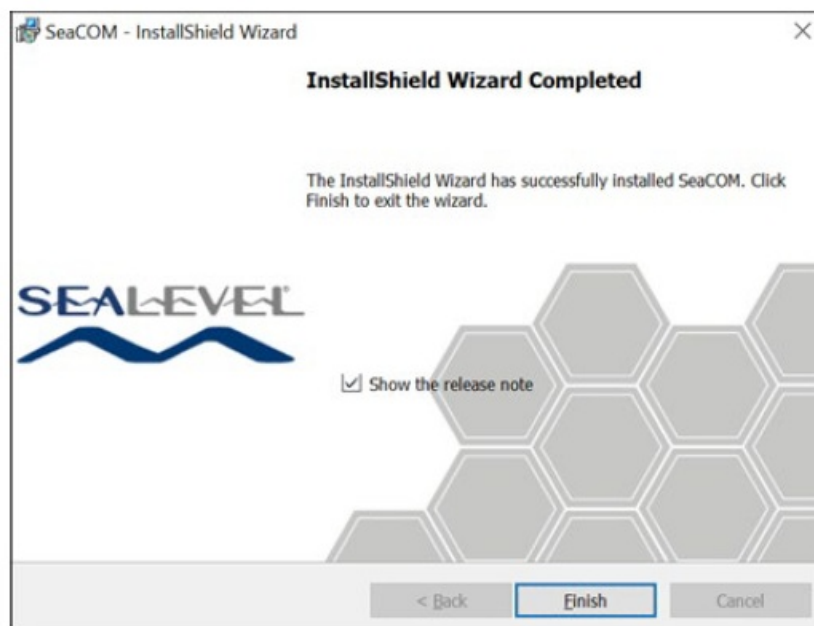 SeaCOM - InstallShield Wizard
InstallShield Wizard Completed
The InstallShield Wizard has successfully installed SeaCOM. Click
Finish to exit the wizard.
SEALEVEL®
Show the release note
< Back
Finish
Cancel